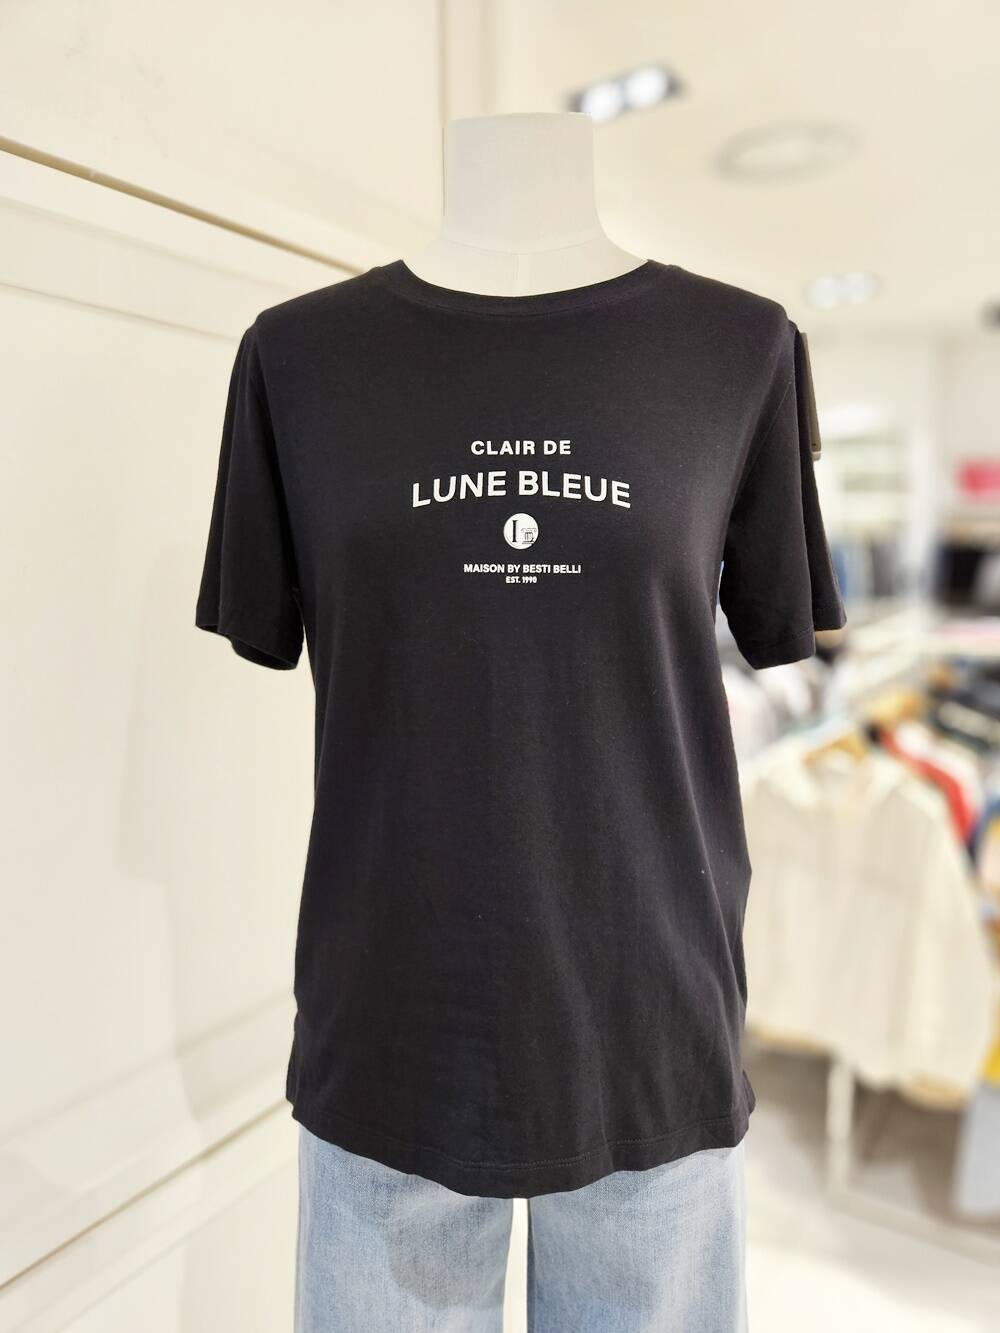 CLAIR DE
LUNE BLEUE
I
MAISON BY BESTI BELLI
EST. 1990